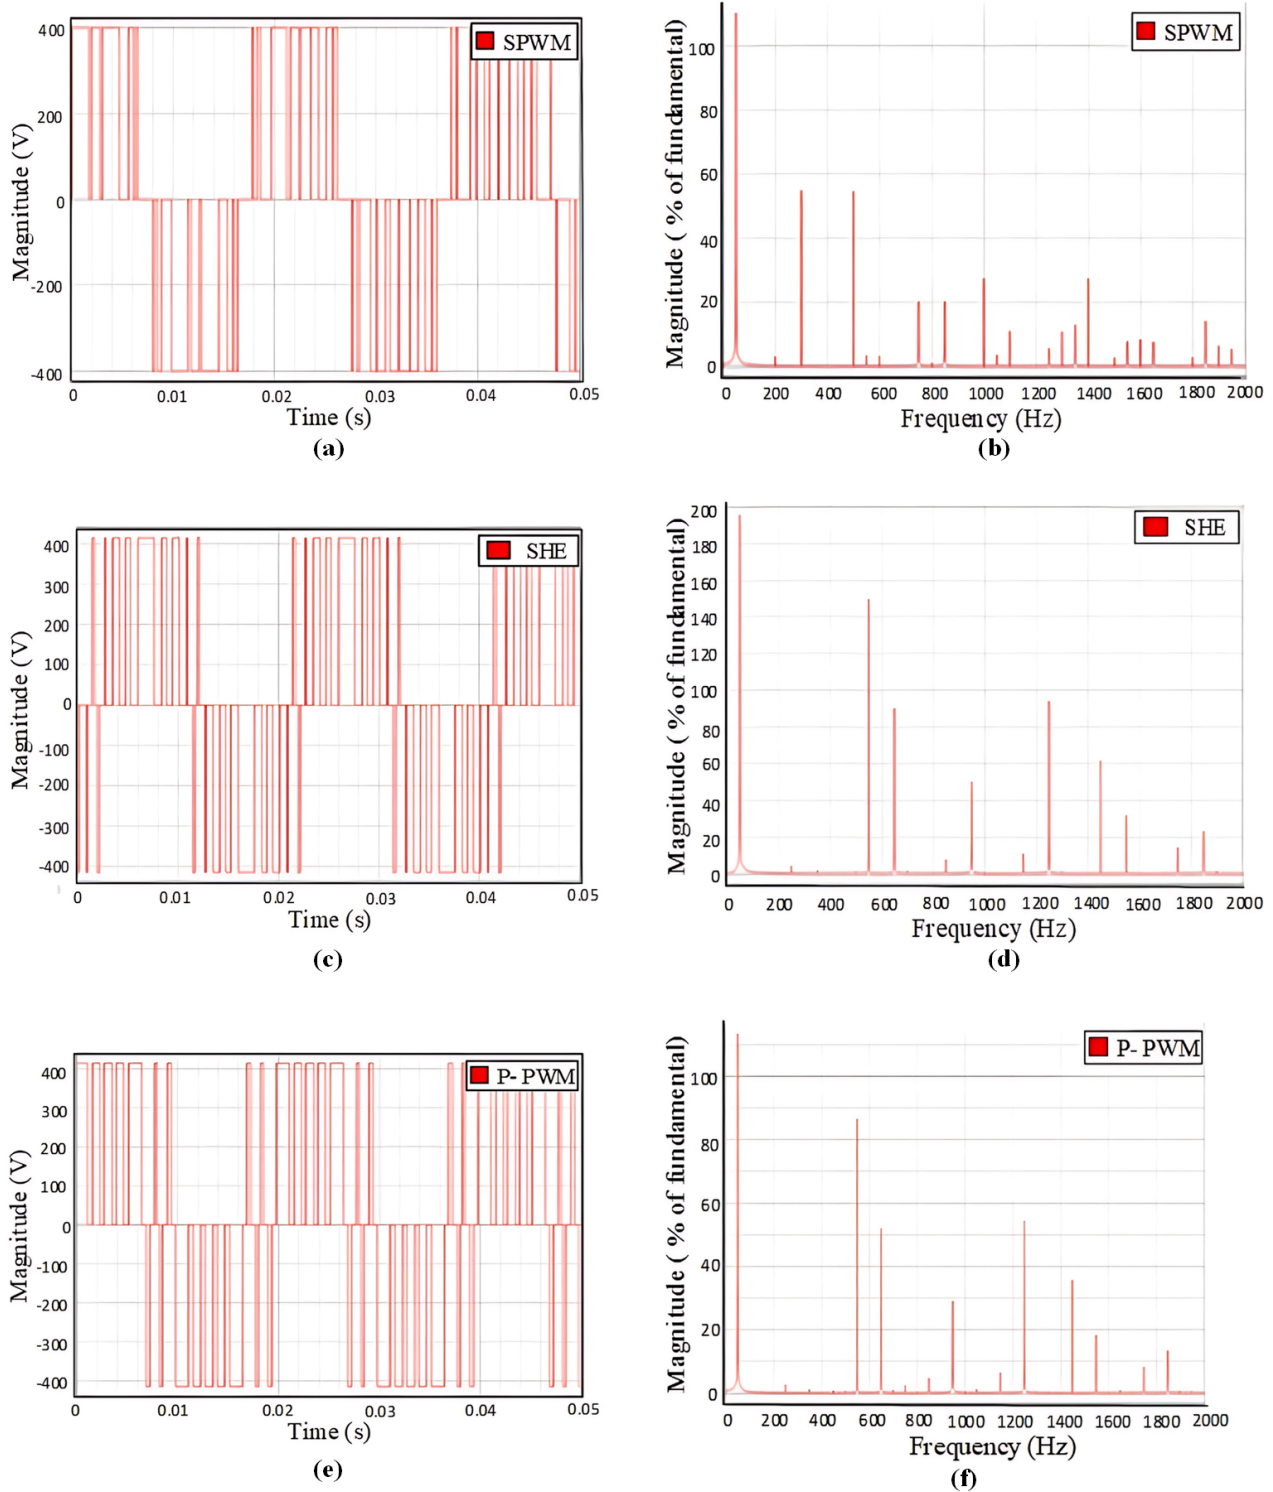 SPWM
Magnitude (V)
400
200
0
-200
-400
0 0.01 0.02 0.03 0.04 0.05
Time (s)
(a)
SPWM
Magnitude ( % of fundamental)
100
80
60
40
20
0
0 200 400 600 800 1000 1200 1400 1600 1800 2000
Frequency (Hz)
(b)
SHE
Magnitude (V)
400
300
200
100
0
-100
-200
-300
-400
0 0.01 0.02 0.03 0.04 0.05
Time (s)
(c)
SHE
Magnitude ( % of fundamental)
200
180
160
140
120
100
80
60
40
20
0
0 200 400 600 800 1000 1200 1400 1600 1800 2000
Frequency (Hz)
(d)
P- PWM
Magnitude (V)
400
300
200
100
0
-100
-200
-300
-400
0 0.01 0.02 0.03 0.04 0.05
Time (s)
(e)
P- PWM
Magnitude ( % of fundamental)
100
80
60
40
20
0
0 200 400 600 800 1000 1200 1400 1600 1800 2000
Frequency (Hz)
(f)